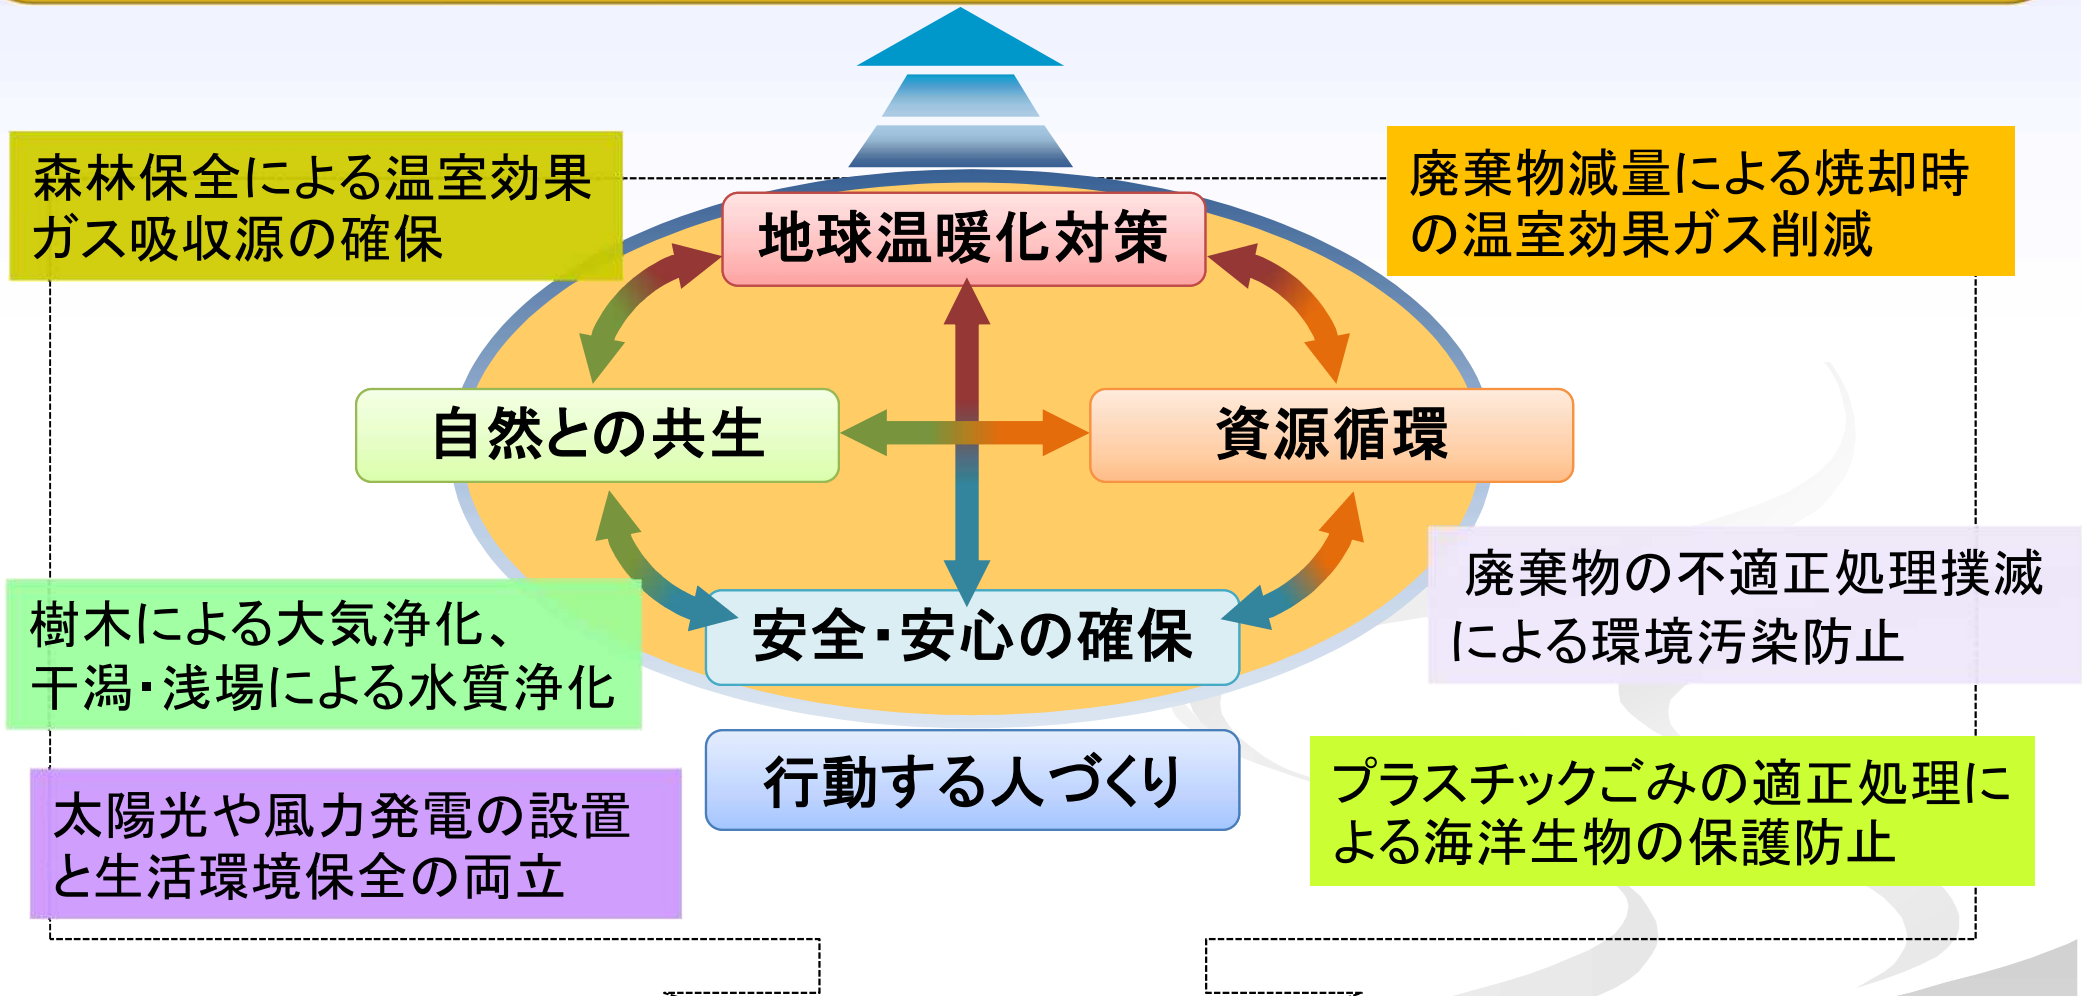 森林保全による温室効果
ガス吸収源の確保
廃棄物減量による焼却時
の温室効果ガス削減
地球温暖化対策
自然との共生
資源循環
安全・安心の確保
樹木による大気浄化、
干潟・浅場による水質浄化
廃棄物の不適正処理撲滅
による環境汚染防止
行動する人づくり
太陽光や風力発電の設置
と生活環境保全の両立
プラスチックごみの適正処理に
よる海洋生物の保護防止